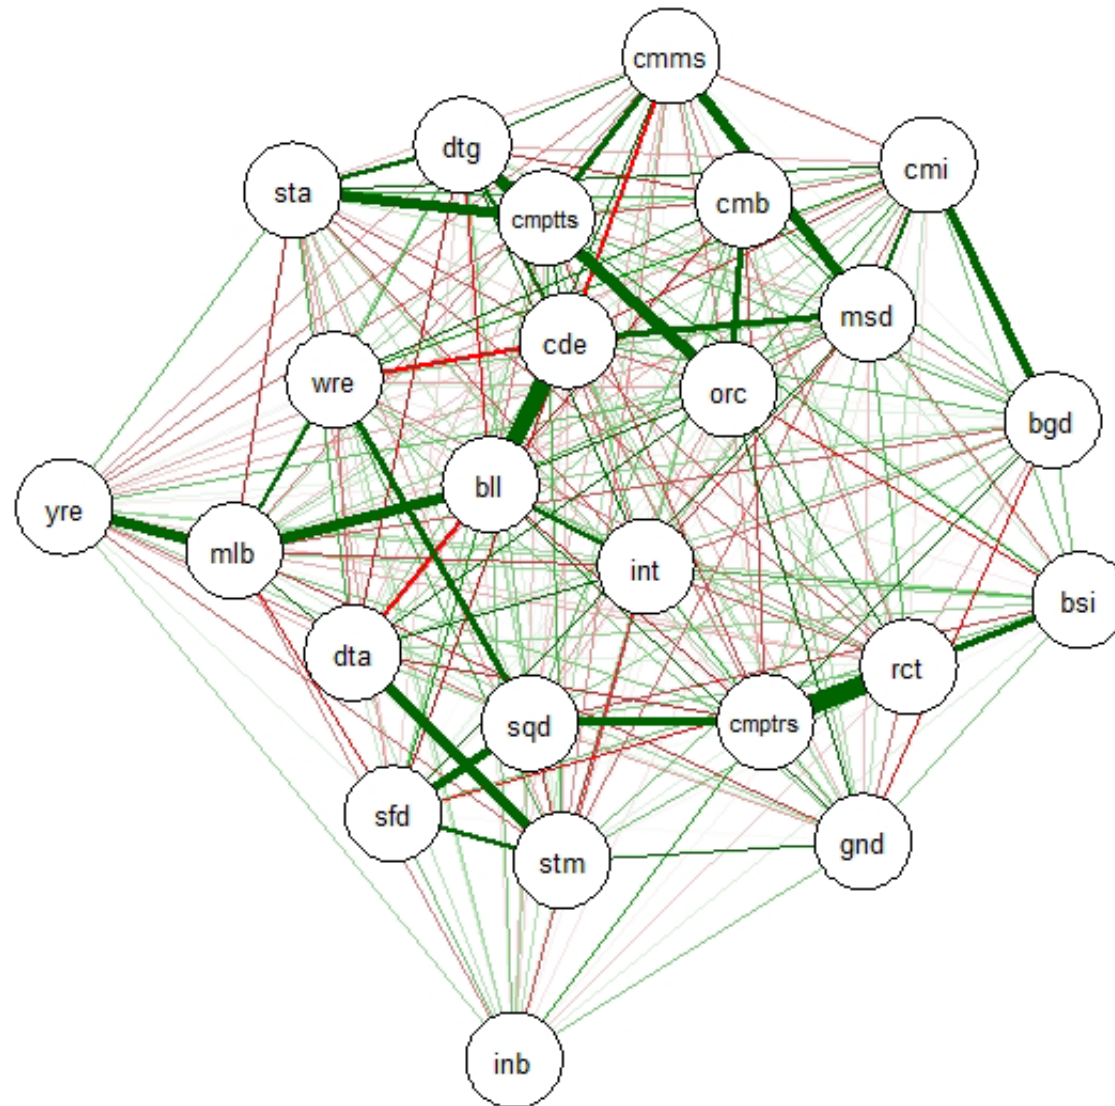 cmms
dtg
cmi
sta
cmb
cmptts
msd
cde
wre
orc
bgd
bll
yre
mlb
int
bsi
dta
rct
sqd
cmptrs
sfd
gnd
stm
inb